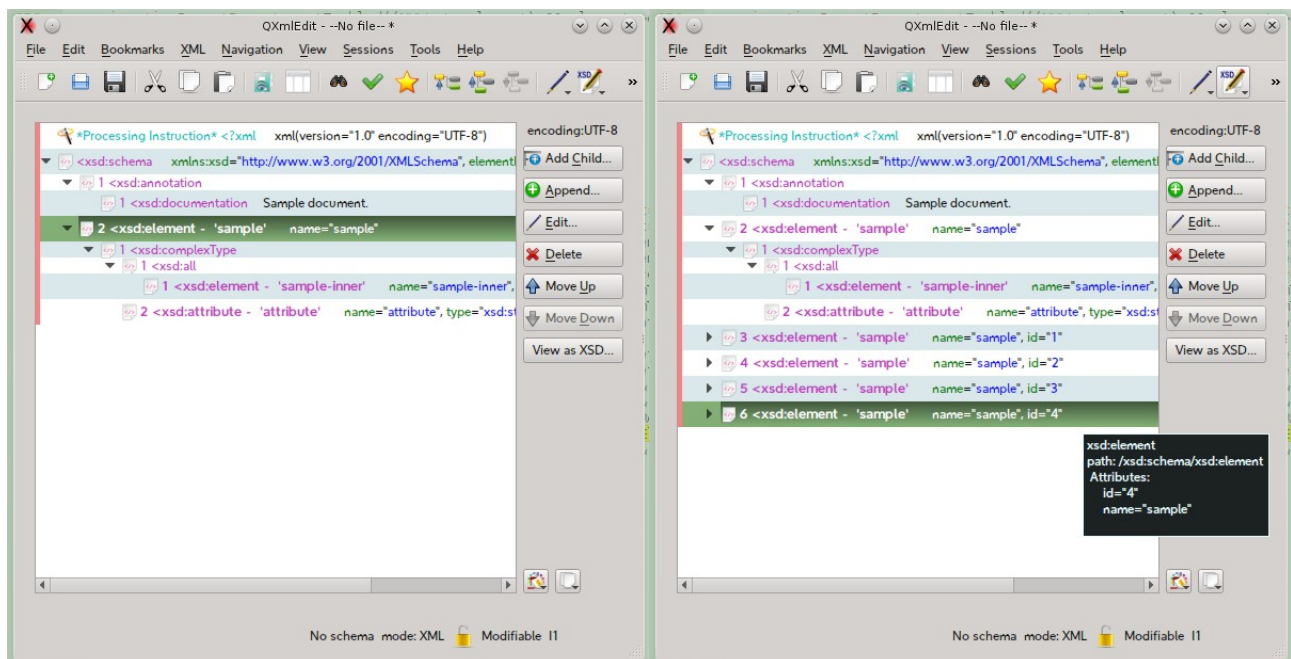 QXmlEdit - --No file-- *
File Edit Bookmarks XML Navigation View Sessions Tools Help
XSD »
*Processing Instruction* <?xml xml(version="1.0" encoding="UTF-8")
encoding:UTF-8
<xsd:schema xmlns:xsd="http://www.w3.org/2001/XMLSchema",
Add Child...
1 <xsd:annotation
Append...
1 <xsd:documentation Sample document.
2 <xsd:element - 'sample' name="sample"
Edit...
1 <xsd:complexType
Delete
1 <xsd:all
1 <xsd:element - 'sample-inner' name="sample-inner",
Move Up
2 <xsd:attribute - 'attribute' name="attribute", type="xsd:st
Move Down
View as XSD...
No schema mode: XML Modifiable I1
QXmlEdit - --No file-- *
File Edit Bookmarks XML Navigation View Sessions Tools Help
XSD »
*Processing Instruction* <?xml xml(version="1.0" encoding="UTF-8")
encoding:UTF-8
<xsd:schema xmlns:xsd="http://www.w3.org/2001/XMLSchema",
Add Child...
1 <xsd:annotation
Append...
1 <xsd:documentation Sample document.
2 <xsd:element - 'sample' name="sample"
Edit...
1 <xsd:complexType
Delete
1 <xsd:all
1 <xsd:element - 'sample-inner' name="sample-inner",
Move Up
2 <xsd:attribute - 'attribute' name="attribute", type="xsd:st
Move Down
3 <xsd:element - 'sample' name="sample", id="1"
View as XSD...
4 <xsd:element - 'sample' name="sample", id="2"
5 <xsd:element - 'sample' name="sample", id="3"
6 <xsd:element - 'sample' name="sample", id="4"
xsd:element
path: /xsd:schema/xsd:element
Attributes:
id="4"
name="sample"
No schema mode: XML Modifiable I1